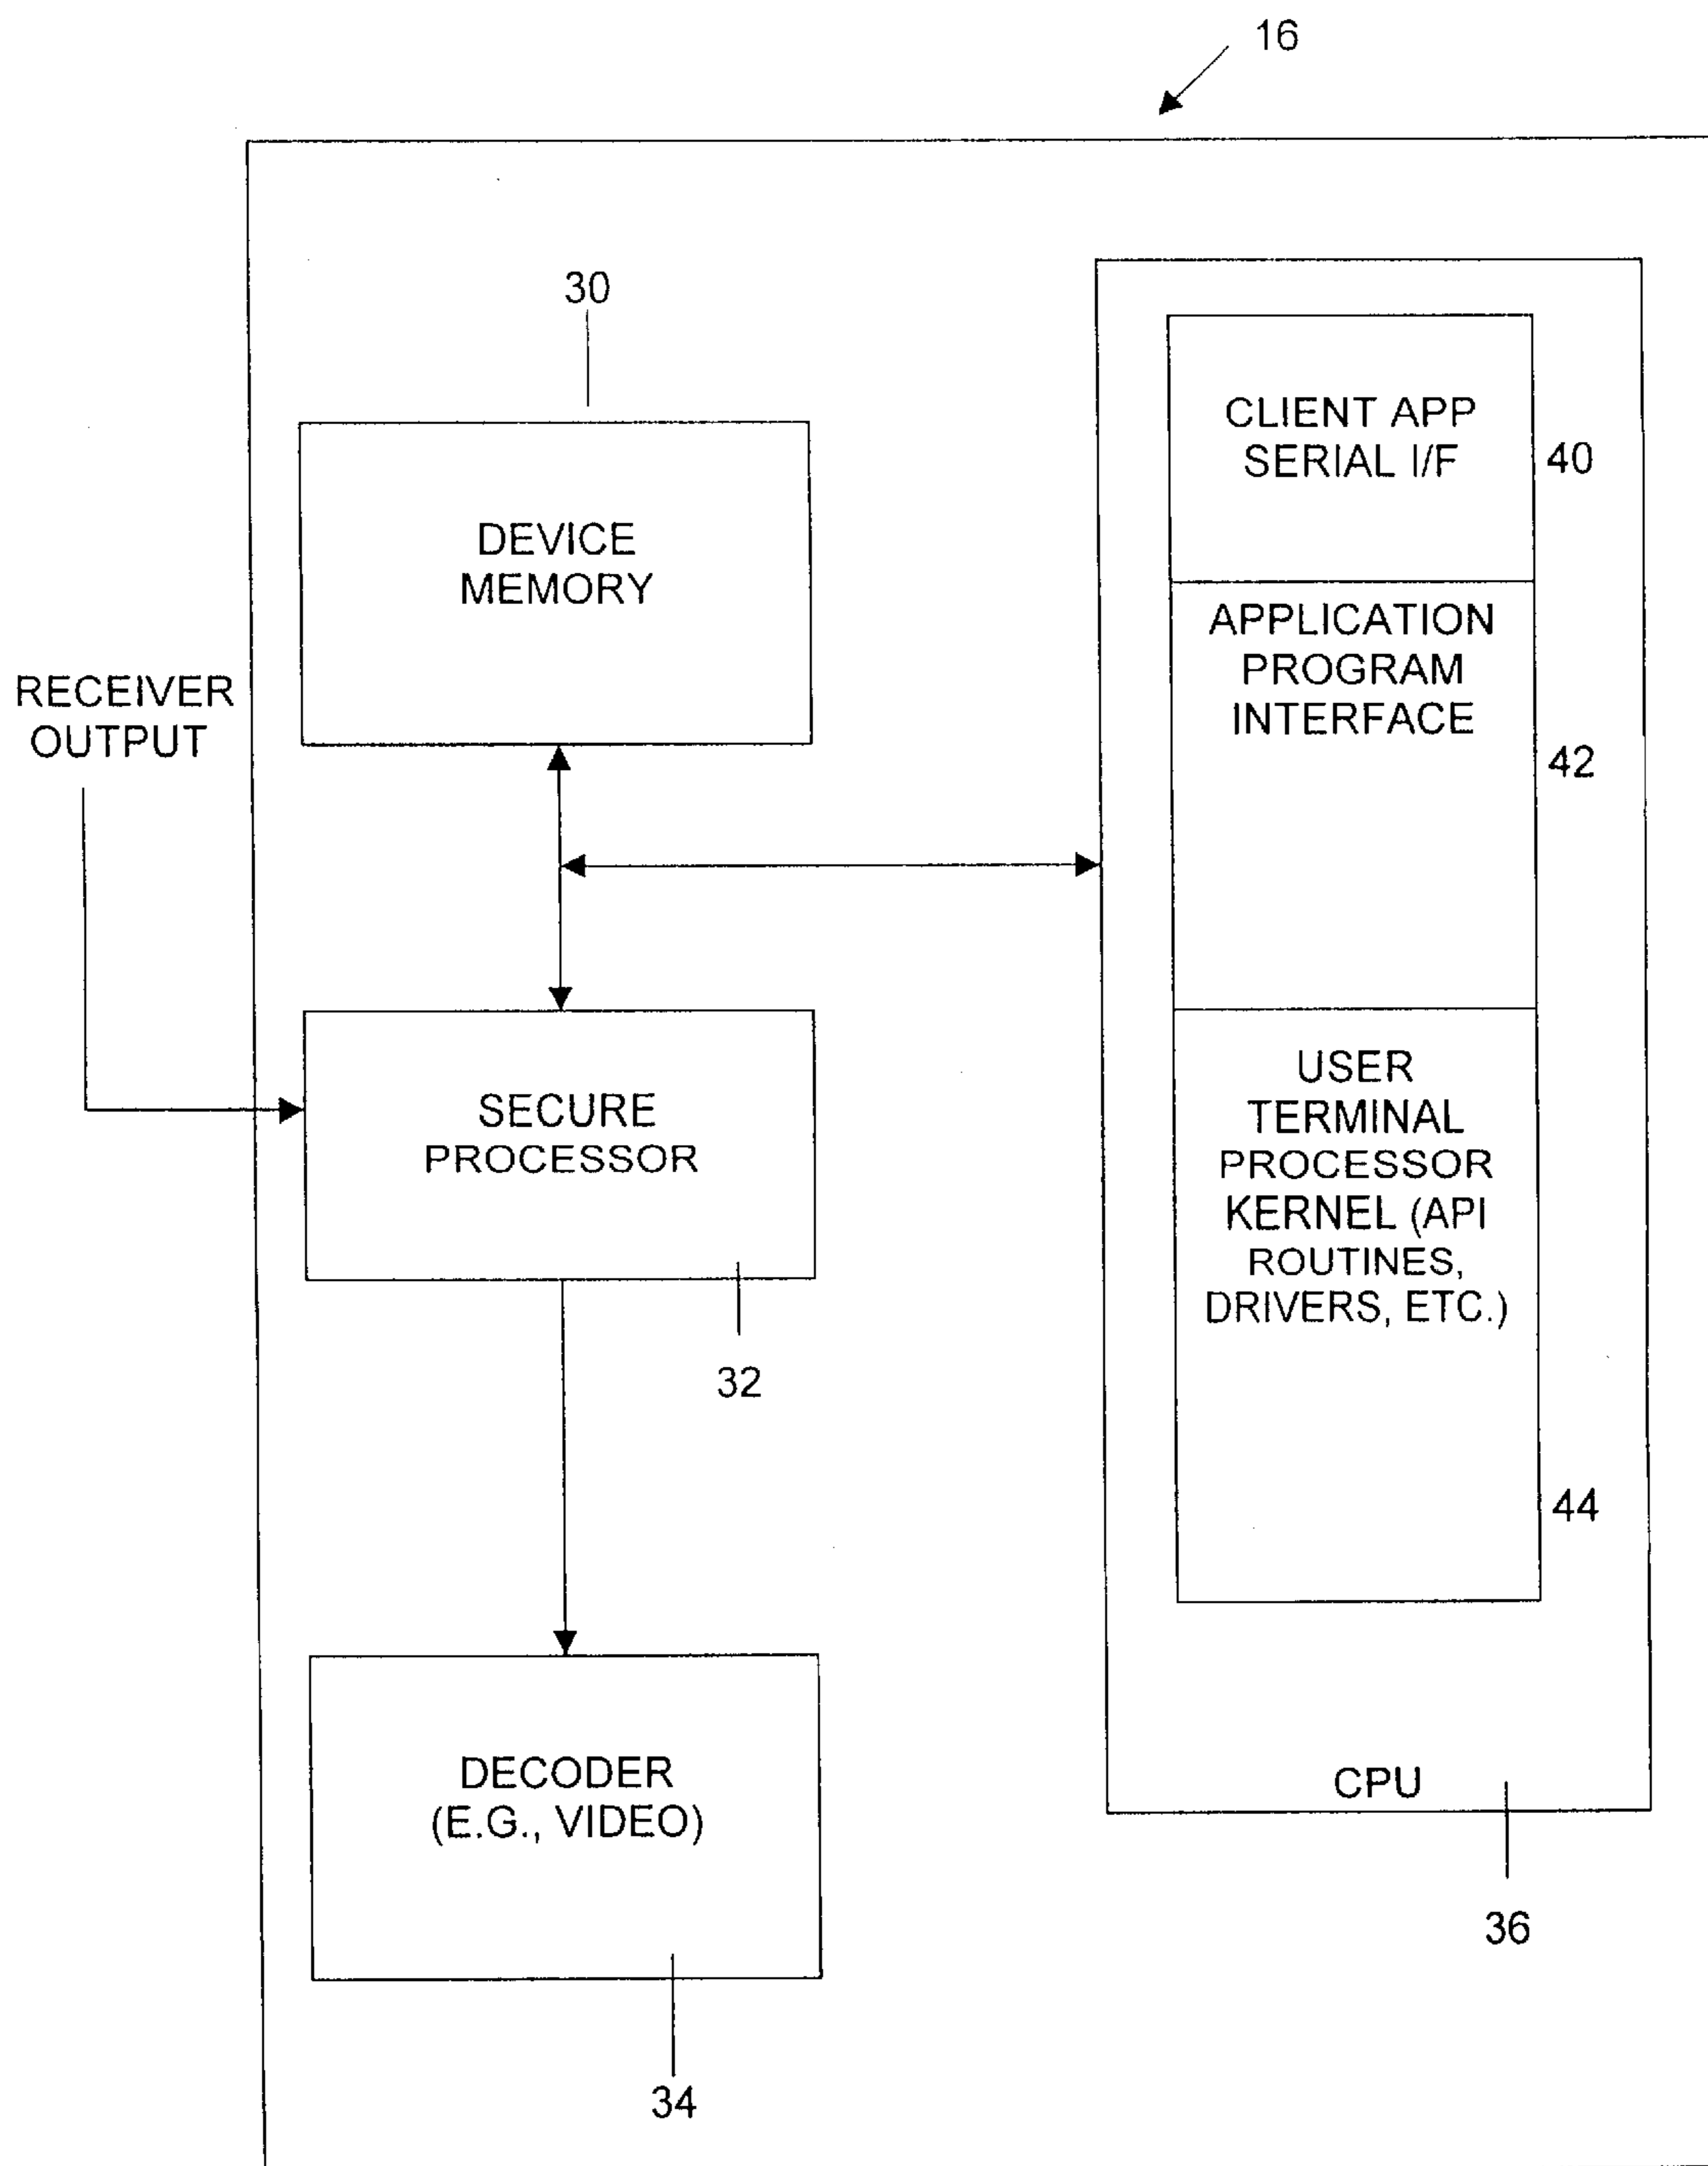 16
30
DEVICE
MEMORY
RECEIVER
OUTPUT
SECURE
PROCESSOR
32
DECODER
(E.G., VIDEO)
34
CLIENT APP
SERIAL I/F
40
APPLICATION
PROGRAM
INTERFACE
42
USER
TERMINAL
PROCESSOR
KERNEL (API
ROUTINES,
DRIVERS, ETC.)
44
CPU
36